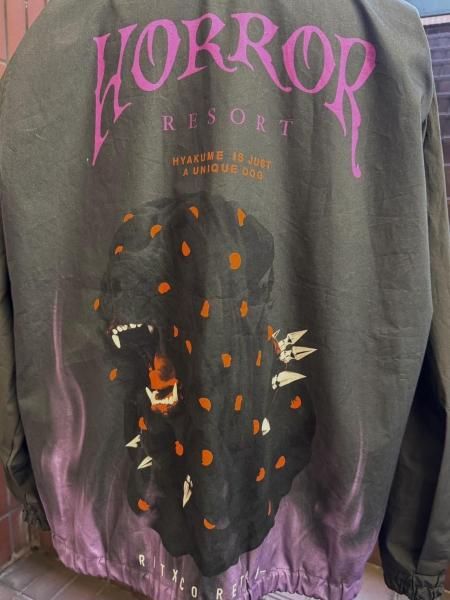 HORROR
RESORT
HYAKUME IS JUST
A UNIQUE DOG